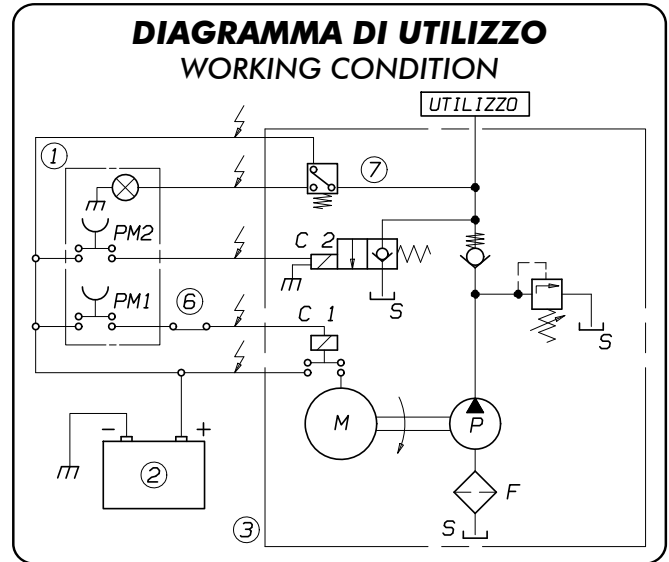 DIAGRAMMA DI UTILIZZO
WORKING CONDITION
UTILIZZO
1
7
PM2
C 2
S
PM1
6
C 1
S
M
P
- +
2
F
3
S